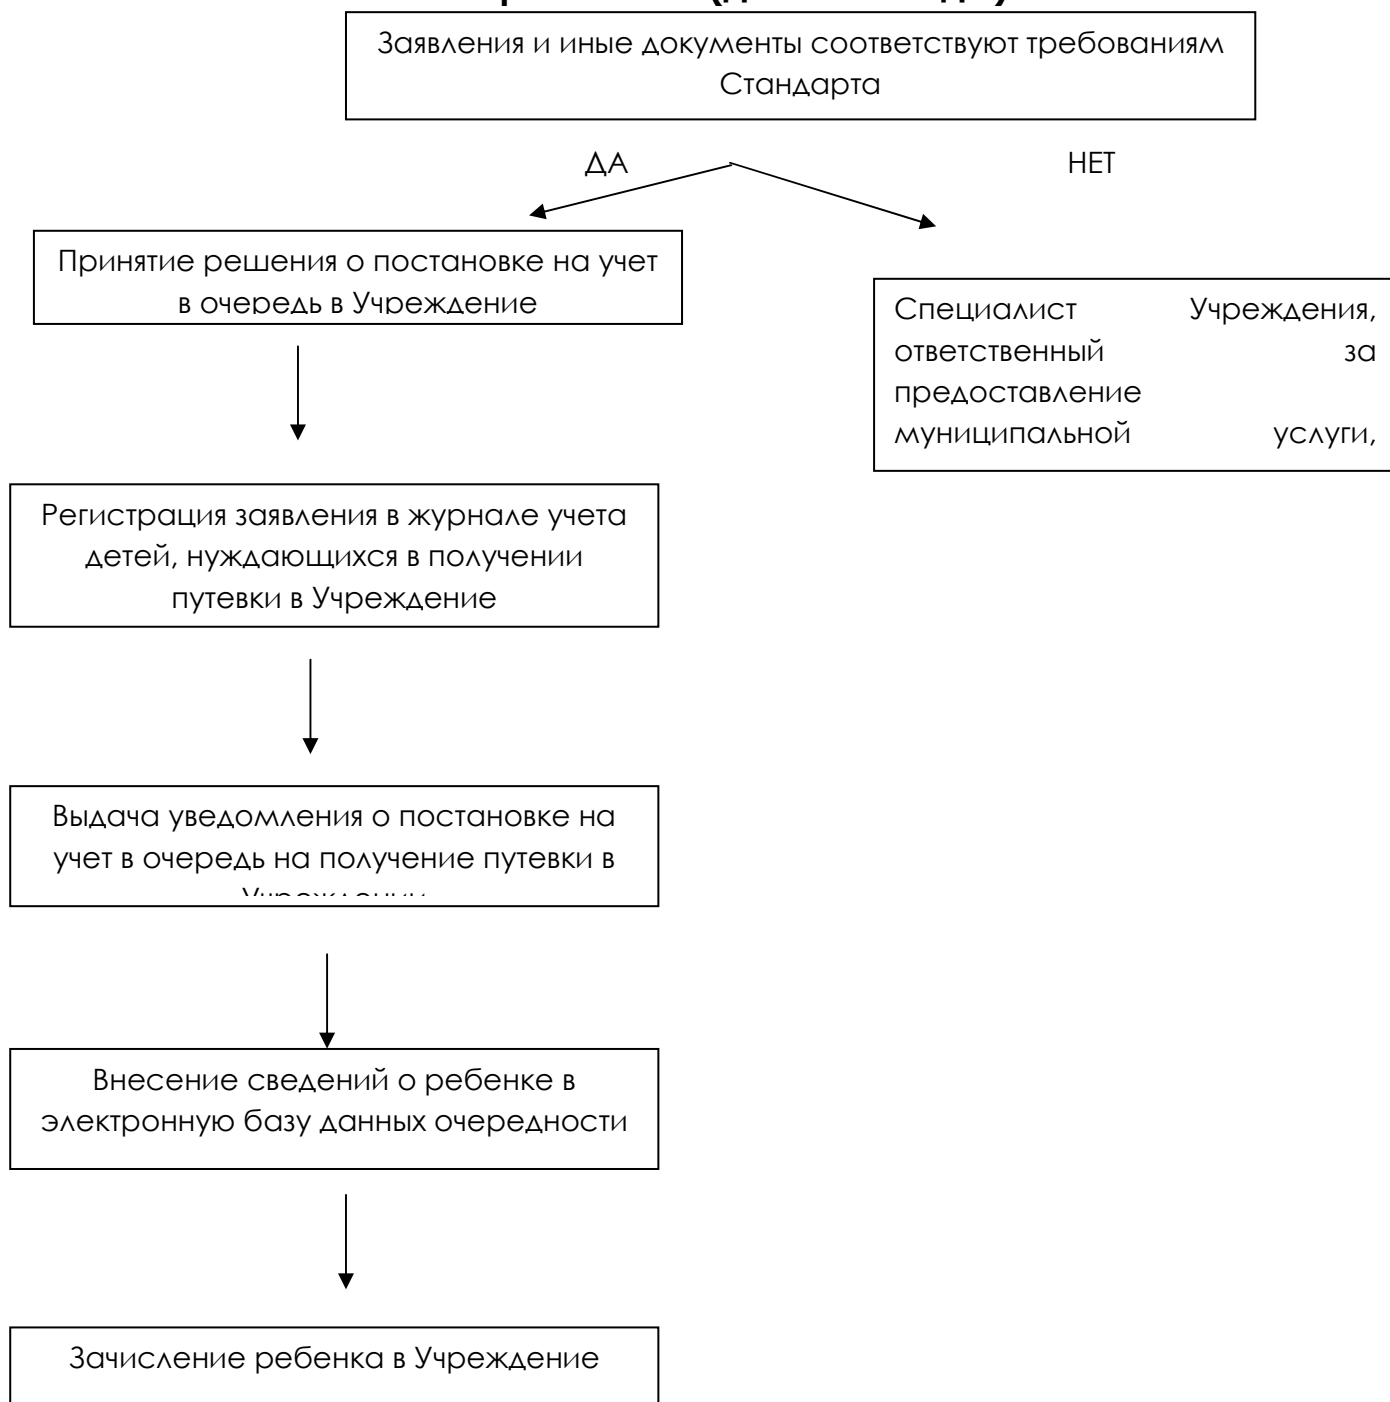 Заявления и иные документы соответствуют требованиям
Стандарта
ДА
НЕТ
Принятие решения о постановке на учет
в очередь в Учреждение
Специалист Учреждения,
ответственный за
предоставление
муниципальной услуги,
Регистрация заявления в журнале учета
детей, нуждающихся в получении
путевки в Учреждение
Выдача уведомления о постановке на
учет в очередь на получение путевки в
Внесение сведений о ребенке в
электронную базу данных очередности
Зачисление ребенка в Учреждение